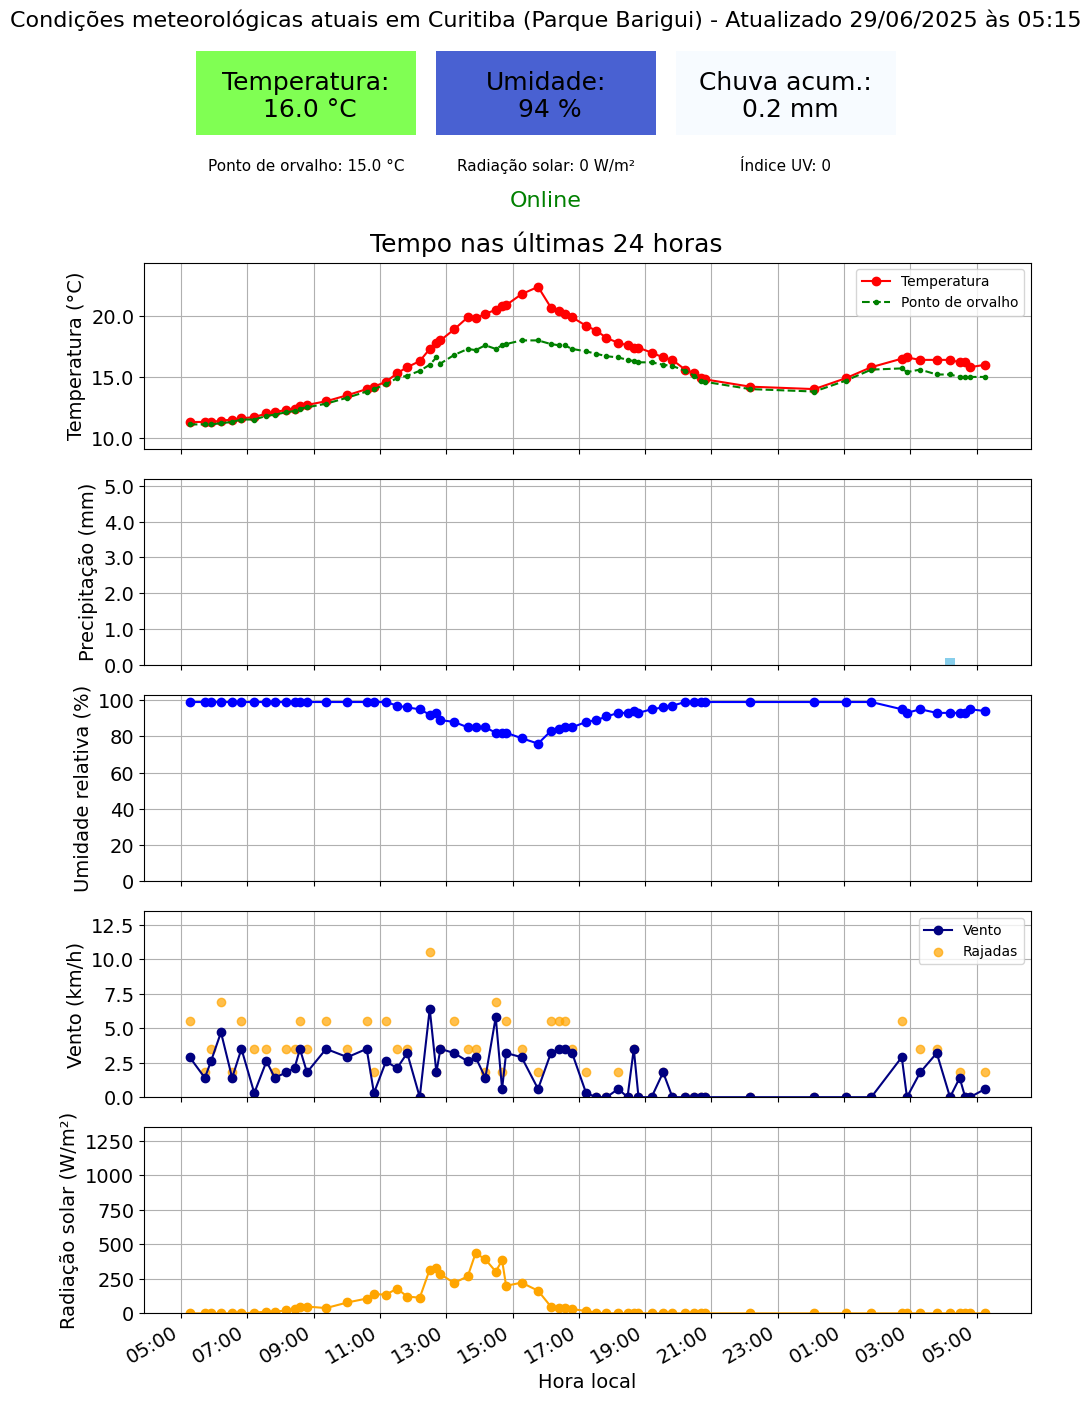 Condições meteorológicas atuais em Curitiba (Parque Barigui) - Atualizado 29/06/2025 às 05:15
Temperatura:
16.0 °C
Umidade:
94 %
Chuva acum.:
0.2 mm
Ponto de orvalho: 15.0 °C
Radiação solar: 0 W/m²
Índice UV: 0
Online
Tempo nas últimas 24 horas
Temperatura (°C)
20.0
15.0
10.0
Temperatura
Ponto de orvalho
Precipitação (mm)
5.0
4.0
3.0
2.0
1.0
0.0
Umidade relativa (%)
100
80
60
40
20
0
Vento (km/h)
12.5
10.0
7.5
5.0
2.5
0.0
Vento
Rajadas
Radiação solar (W/m²)
1250
1000
750
500
250
0
05:00
07:00
09:00
11:00
13:00
15:00
17:00
19:00
21:00
23:00
01:00
03:00
05:00
Hora local